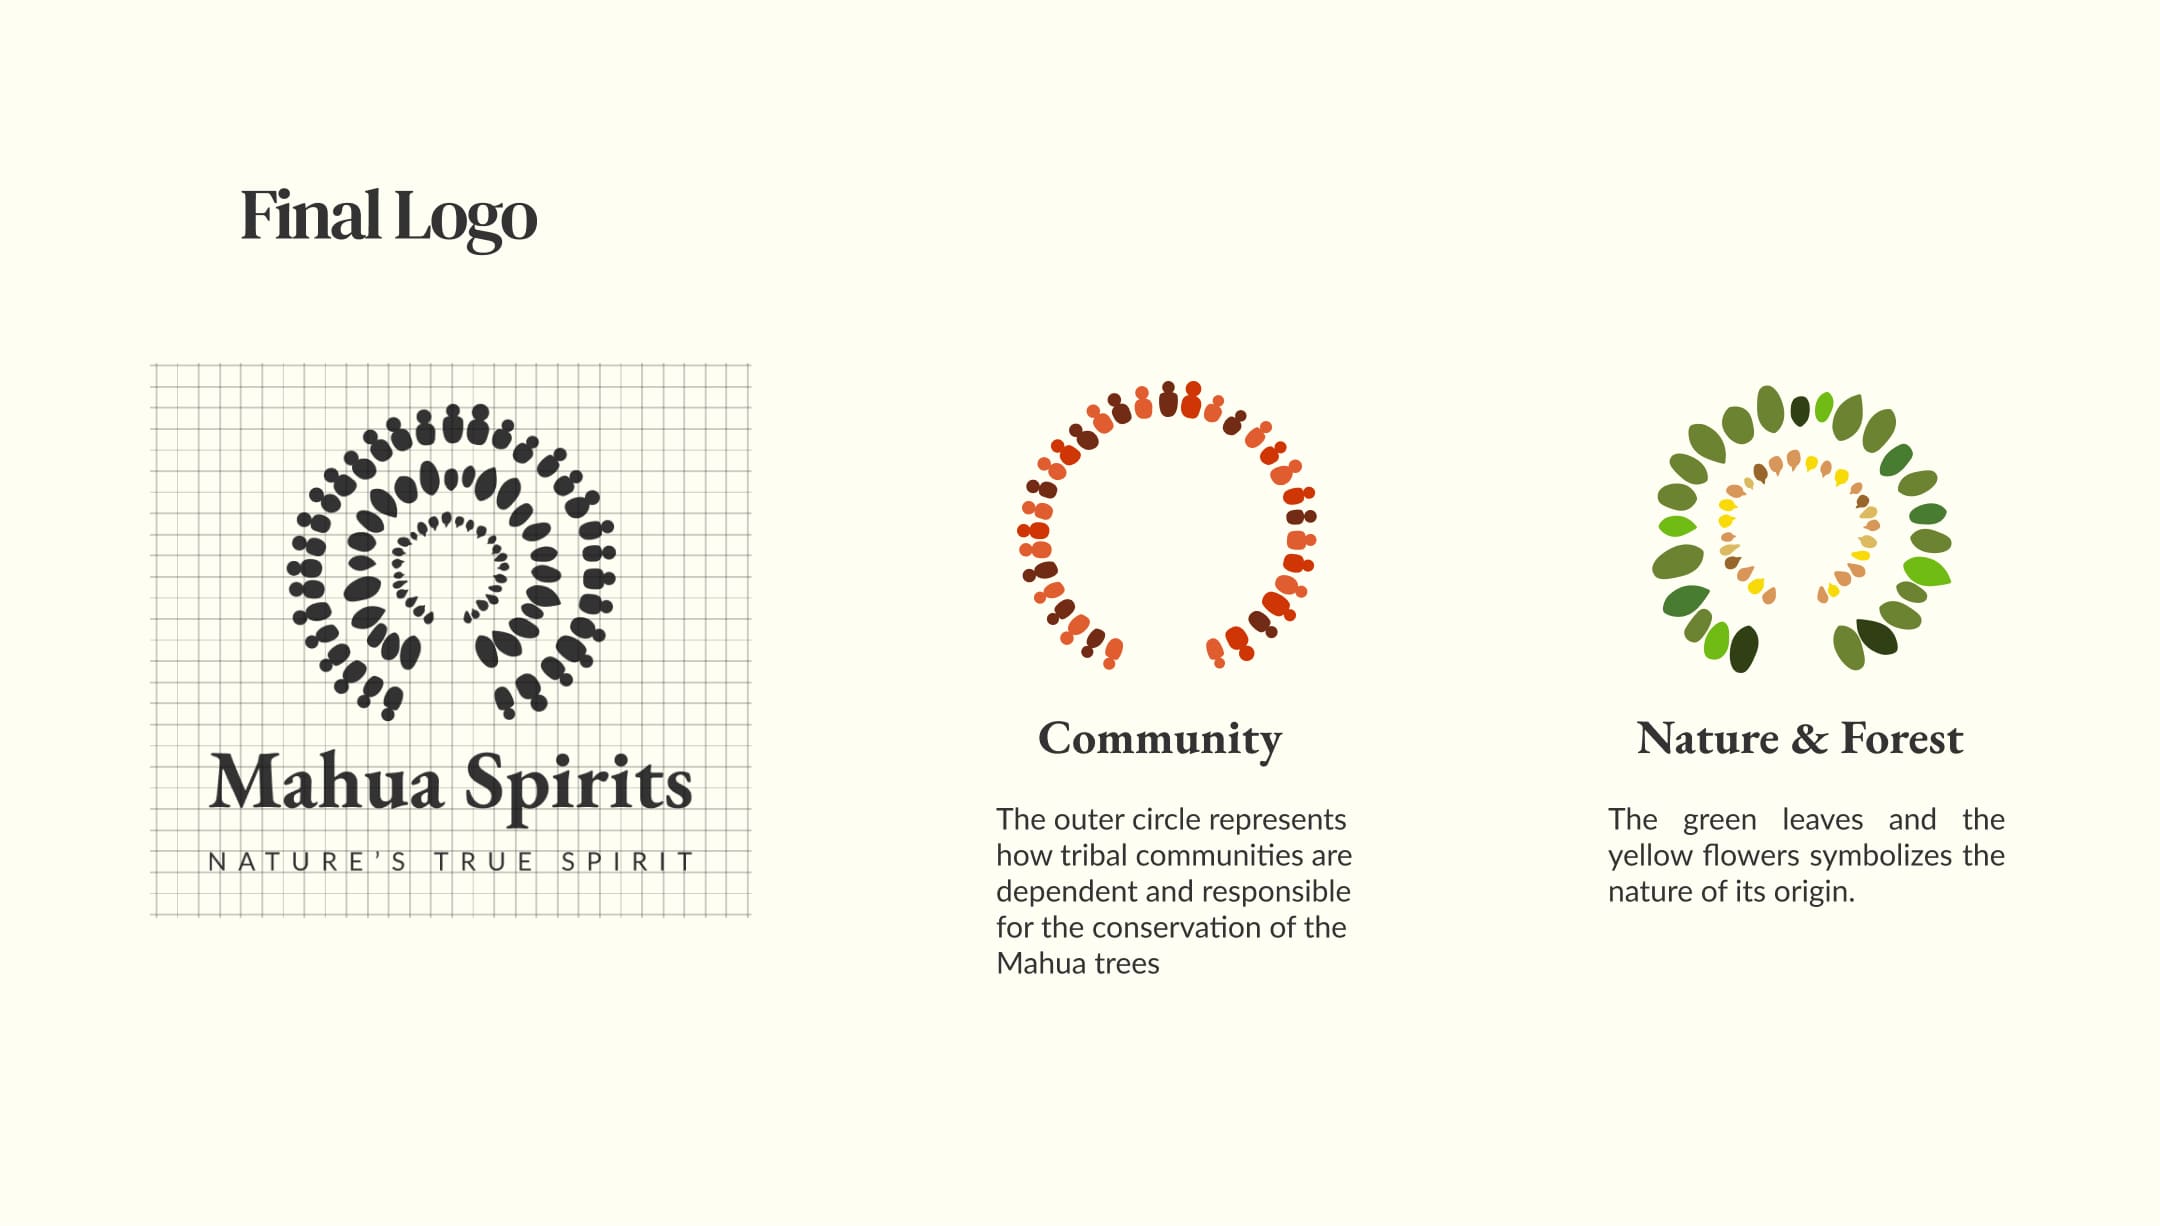 Final Logo
Mahua Spirits
NATURE’S TRUE SPIRIT
Community
The outer circle represents
how tribal communities are
dependent and responsible
for the conservation of the
Mahua trees
Nature & Forest
The green leaves and the
yellow flowers symbolizes the
nature of its origin.